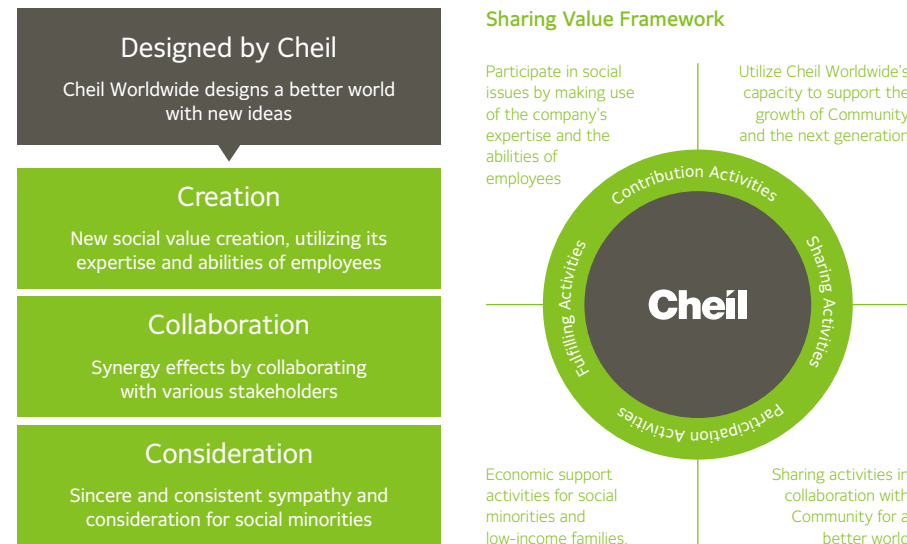 Designed by Cheil
Cheil Worldwide designs a better world
with new ideas
Creation
New social value creation, utilizing its
expertise and abilities of employees
Collaboration
Synergy effects by collaborating
with various stakeholders
Consideration
Sincere and consistent sympathy and
consideration for social minorities
Sharing Value Framework
Participate in social
issues by making use
of the company's
expertise and the
abilities of
employees
Utilize Cheil Worldwide's
capacity to support the
growth of Community
and the next generation
Contribution Activities
Sharing Activities
Participation Activities
Fulfilling Activities
Cheil
Economic support
activities for social
minorities and
low-income families.
Sharing activities in
collaboration with
Community for a
better world